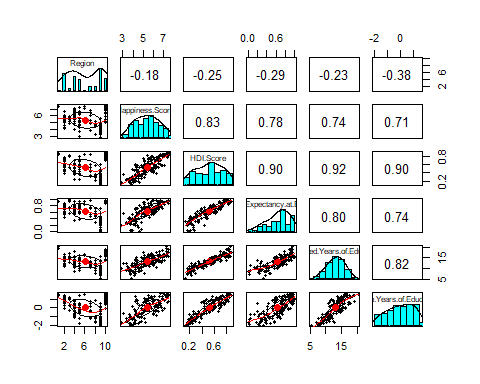 3 5 7 0.0 0.6 -2 0
Region -0.18 -0.25 -0.29 -0.23 -0.38 2 6
3 6 appiness.Scor 0.83 0.78 0.74 0.71
HDI.Score 0.90 0.92 0.90 0.2 0.8
0.0 0.8 Expectancy.at.B 0.80 0.74
ed.Years.of.Edu 0.82 5 15
-2 0 .Years.of.Educ
2 6 10 0.2 0.6 5 15